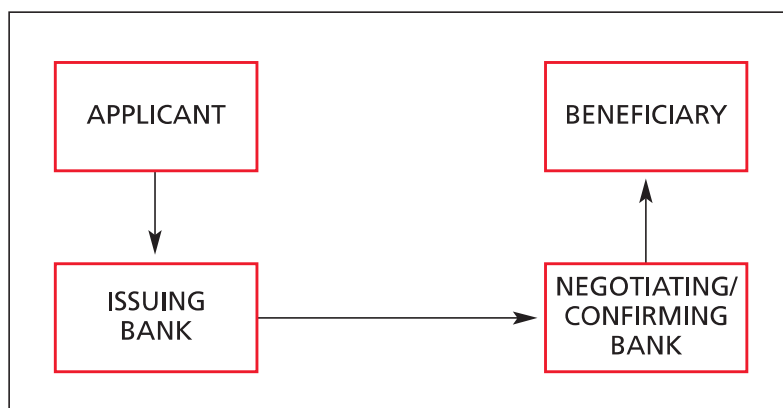 APPLICANT
BENEFICIARY
ISSUING
BANK
NEGOTIATING/
CONFIRMING
BANK